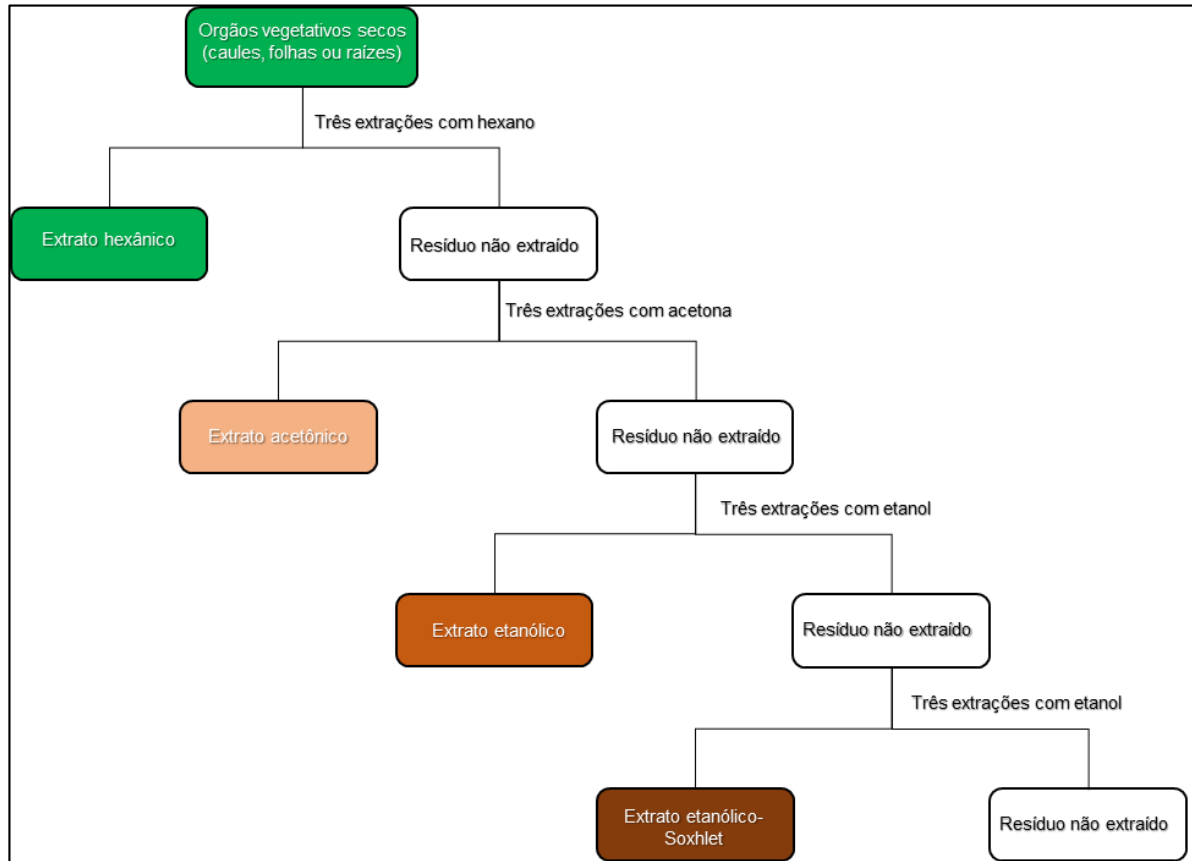 Orgãos vegetativos secos
(caules, folhas ou raízes)
Três extrações com hexano
Extrato hexânico
Resíduo não extraído
Três extrações com acetona
Extrato acetônico
Resíduo não extraído
Três extrações com etanol
Extrato etanólico
Resíduo não extraído
Três extrações com etanol
Extrato etanólico-
Soxhlet
Resíduo não extraído